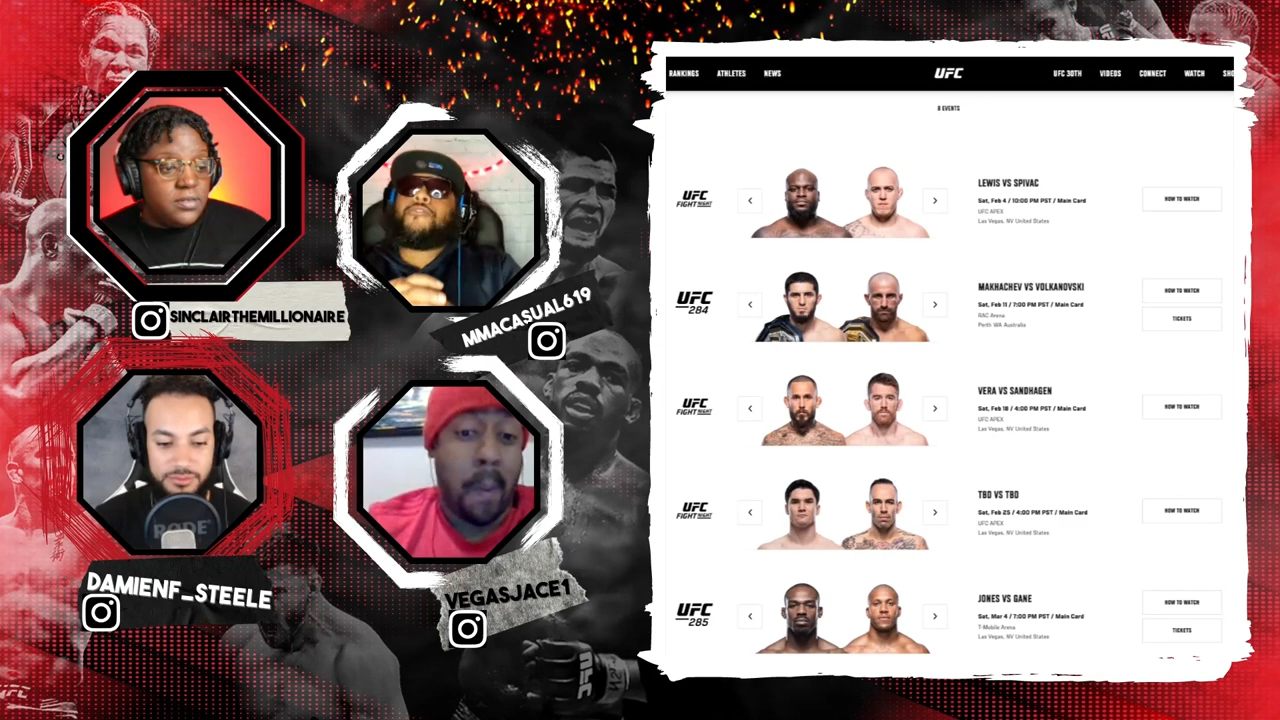 SINCLAIRTHEMILLIONAIRE
MMACASUAL619
RØDE
DAMIENF_STEELE
VEGASJACE1
UFC
UFC
RANKINGS ATHLETES NEWS UFC UFC 30TH VIDEOS CONNECT WATCH SHO
8 EVENTS
UFC
FIGHT NIGHT
LEWIS VS SPIVAC
Sat, Feb 4 / 10:00 PM PST / Main Card
UFC APEX
Las Vegas, NV United States
HOW TO WATCH
UFC
284
MAKHACHEV VS VOLKANOVSKI
Sat, Feb 11 / 7:00 PM PST / Main Card
RAC Arena
Perth WA Australia
HOW TO WATCH
TICKETS
UFC
FIGHT NIGHT
VERA VS SANDHAGEN
Sat, Feb 18 / 4:00 PM PST / Main Card
UFC APEX
Las Vegas, NV United States
HOW TO WATCH
UFC
FIGHT NIGHT
TBD VS TBD
Sat, Feb 25 / 4:00 PM PST / Main Card
UFC APEX
Las Vegas, NV United States
HOW TO WATCH
UFC
285
JONES VS GANE
Sat, Mar 4 / 7:00 PM PST / Main Card
T-Mobile Arena
Las Vegas, NV United States
HOW TO WATCH
TICKETS